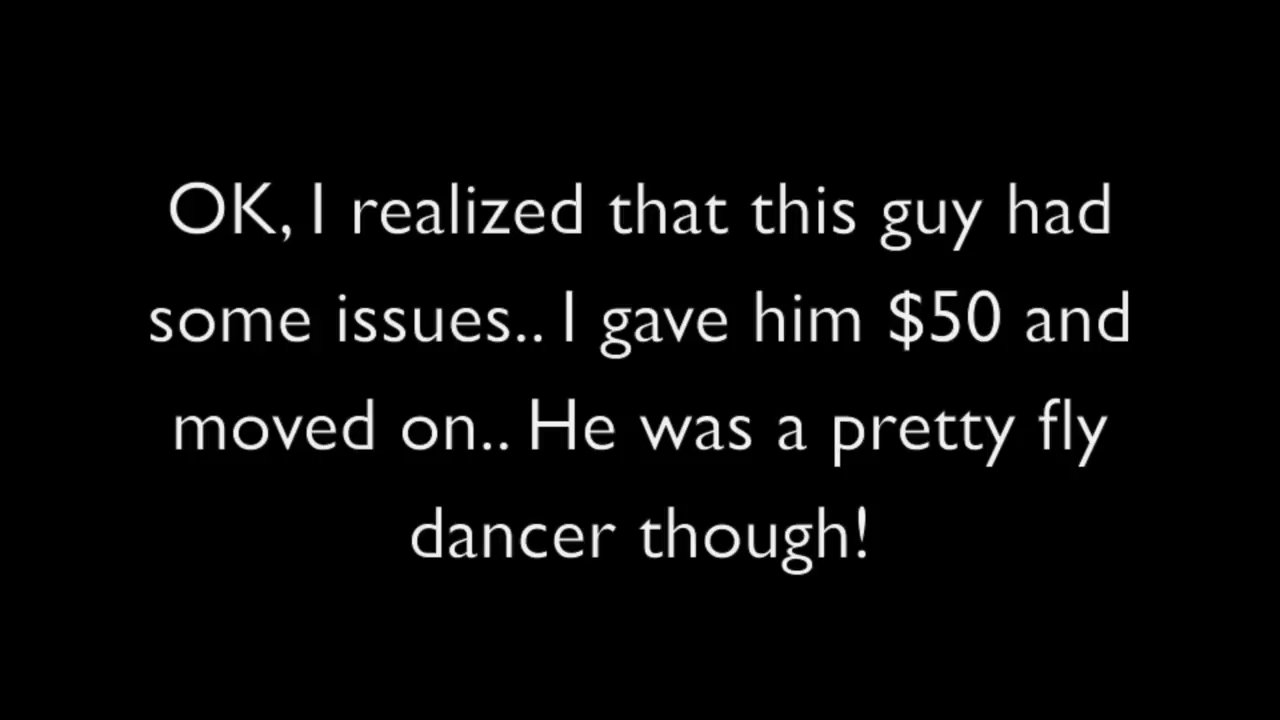 OK, I realized that this guy had
some issues.. I gave him $50 and
moved on.. He was a pretty fly
dancer though!